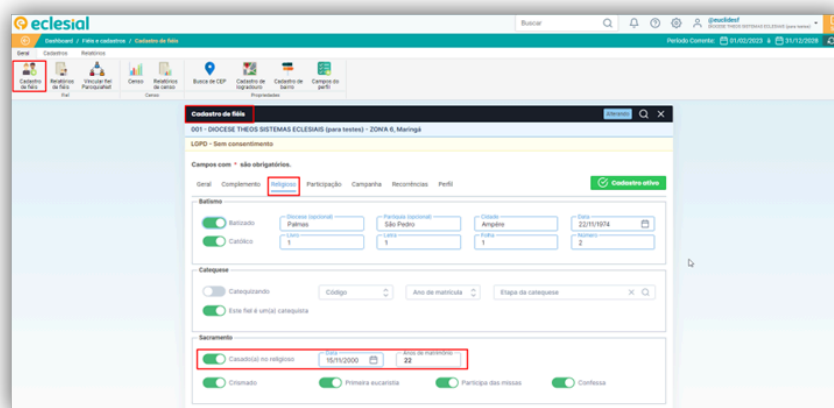 eclesial
Buscar
@euclidesf
DIOCESE THEOS SISTEMAS ECLESIAIS (para testes)
Dashboard / Fiéis e cadastros / Cadastro de fiéis
Período Corrente: 01/02/2023 à 31/12/2028
Geral Cadastros Relatórios
Cadastro de fiéis
Relatórios de fiéis
Vincular fiel ParoquiaNet
Censo
Relatórios de censo
Busca de CEP
Cadastro de logradouro
Cadastro de bairro
Campos do perfil
Fiel Censo Propriedades
Cadastro de fiéis
Alterando
001 - DIOCESE THEOS SISTEMAS ECLESIAIS (para testes) - ZONA 6, Maringá
LGPD - Sem consentimento
Campos com * são obrigatórios.
Geral Complemento Religioso Participação Campanha Recorrências Perfil
Cadastro ativo
Batismo
Batizado
Diocese (opcional) Paróquia (opcional) Cidade Data
Palmas São Pedro Ampére 22/11/1974
Católico
Livro Letra Folha Número
1 1 1 2
Catequese
Catequizando Código Ano de matrícula Etapa da catequese
Este fiel é um(a) catequista
Sacramento
Data Anos de matrimônio
Casado(a) no religioso 15/11/2000 22
Crismado Primeira eucaristia Participa das missas Confessa